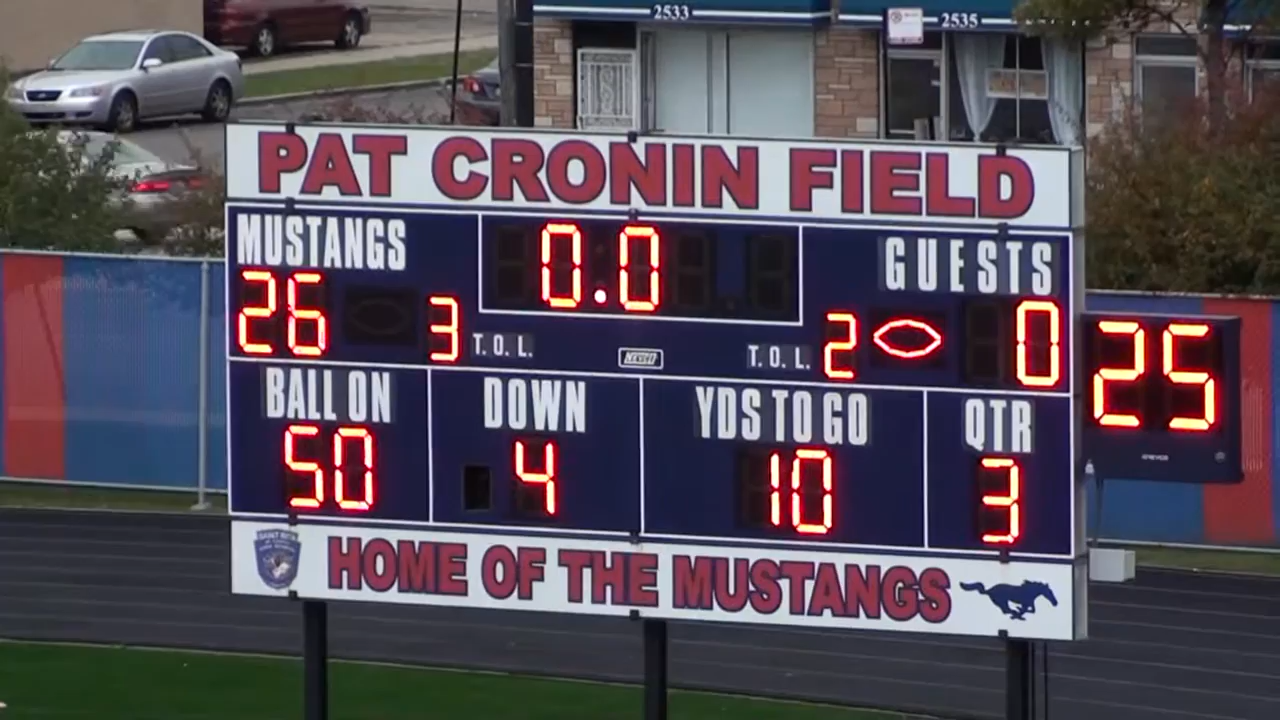 2533
2535
PAT CRONIN FIELD
MUSTANGS
0.0
GUESTS
26
3
T. O. L.
T. O. L.
2
0
25
BALL ON
DOWN
YDS TO GO
QTR
50
4
10
3
HOME OF THE MUSTANGS